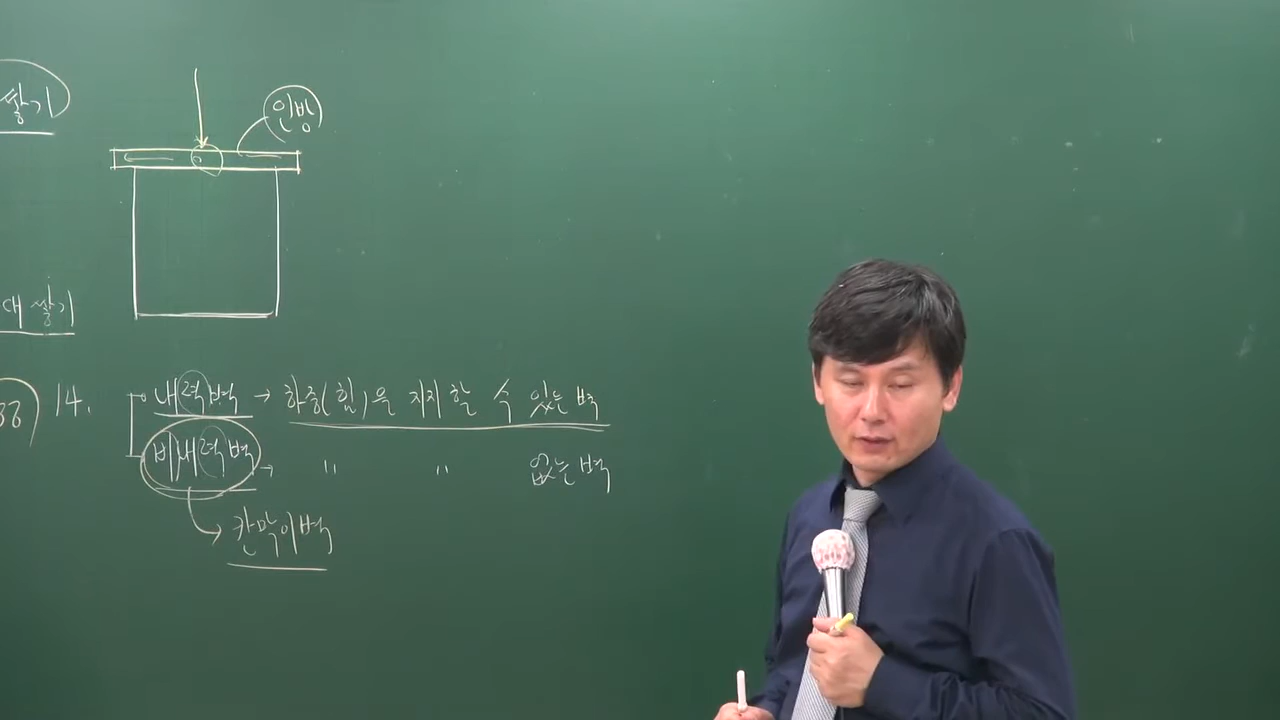 쌓기
인방
대쌓기
14. 내력벽 → 하중(힘)을 지지할 수 있는 벽
비내력벽 → " " 없는 벽
칸막이벽